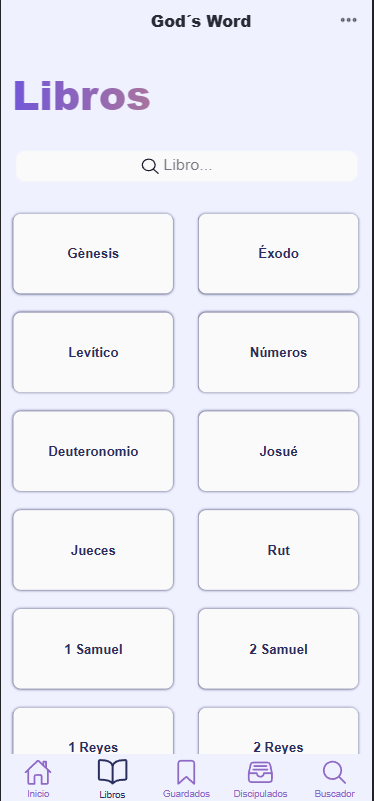 God´s Word
Libros
Libro...
Gènesis
Éxodo
Levítico
Números
Deuteronomio
Josué
Jueces
Rut
1 Samuel
2 Samuel
1 Reyes
2 Reyes
Inicio
Libros
Guardados
Discipulados
Buscador